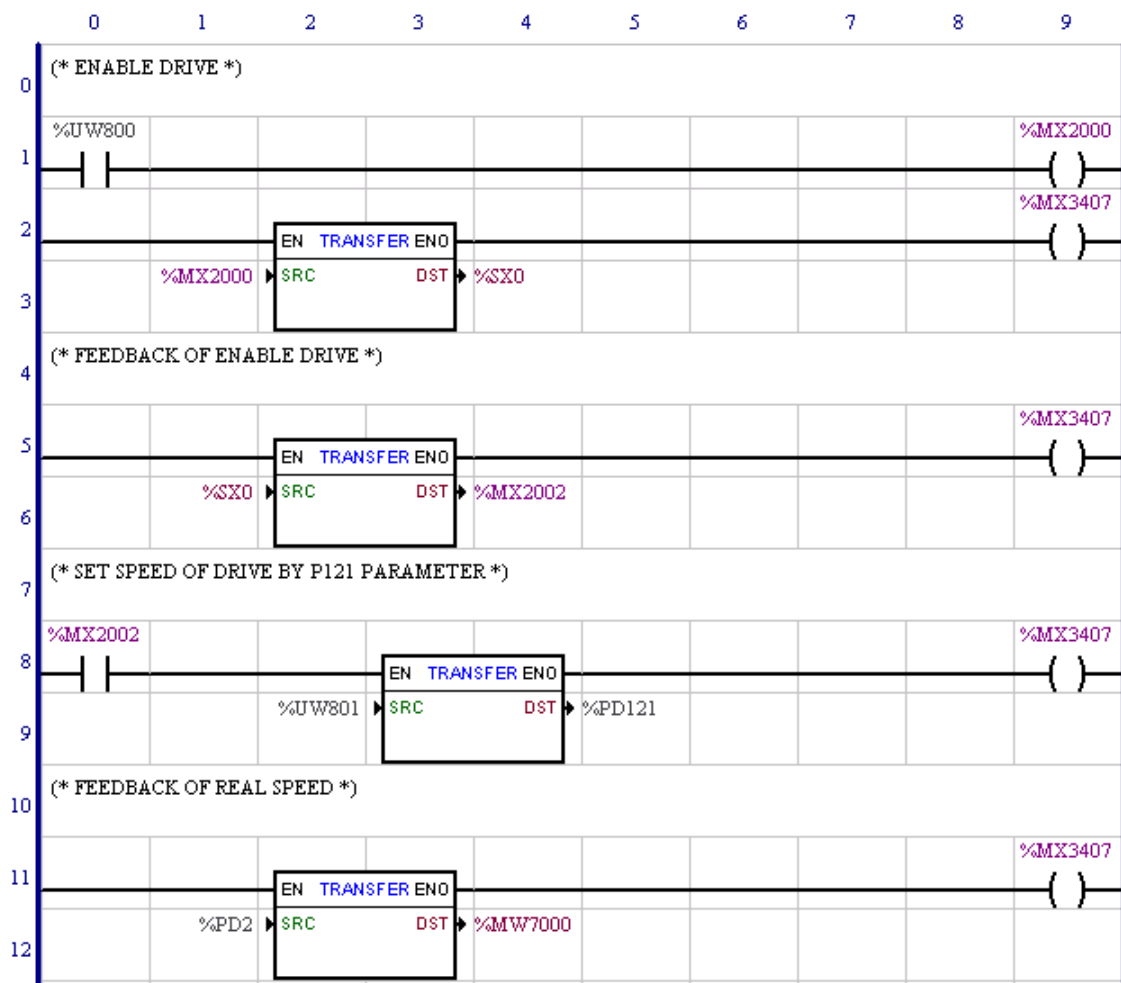 0 1 2 3 4 5 6 7 8 9
0 (* ENABLE DRIVE *)
%UW800 %MX2000
1
%MX3407
2 EN TRANSFER ENO
%MX2000 SRC DST %SX0
3
(* FEEDBACK OF ENABLE DRIVE *)
4
%MX3407
5 EN TRANSFER ENO
%SX0 SRC DST %MX2002
6
(* SET SPEED OF DRIVE BY P121 PARAMETER *)
7
%MX2002 %MX3407
8 EN TRANSFER ENO
%UW801 SRC DST %PD121
9
(* FEEDBACK OF REAL SPEED *)
10
%MX3407
11 EN TRANSFER ENO
%PD2 SRC DST %MW7000
12